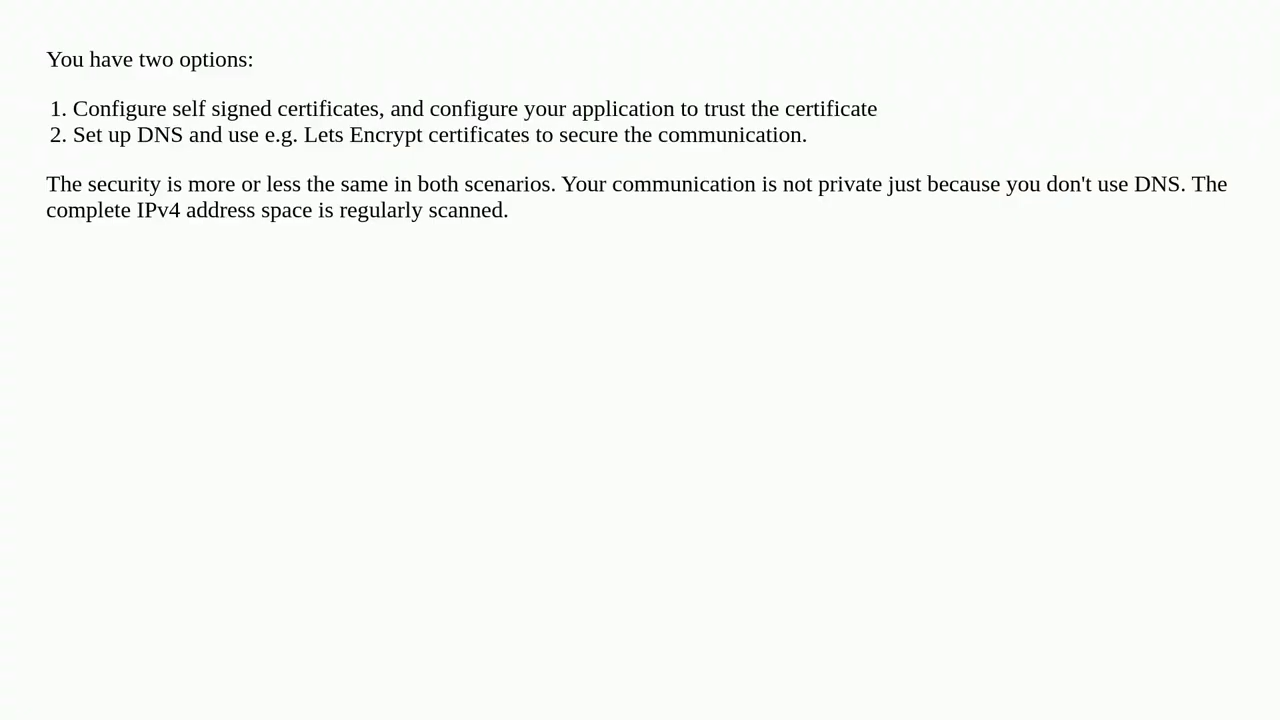 You have two options:
1. Configure self signed certificates, and configure your application to trust the certificate
2. Set up DNS and use e.g. Lets Encrypt certificates to secure the communication.
The security is more or less the same in both scenarios. Your communication is not private just because you don't use DNS. The
complete IPv4 address space is regularly scanned.